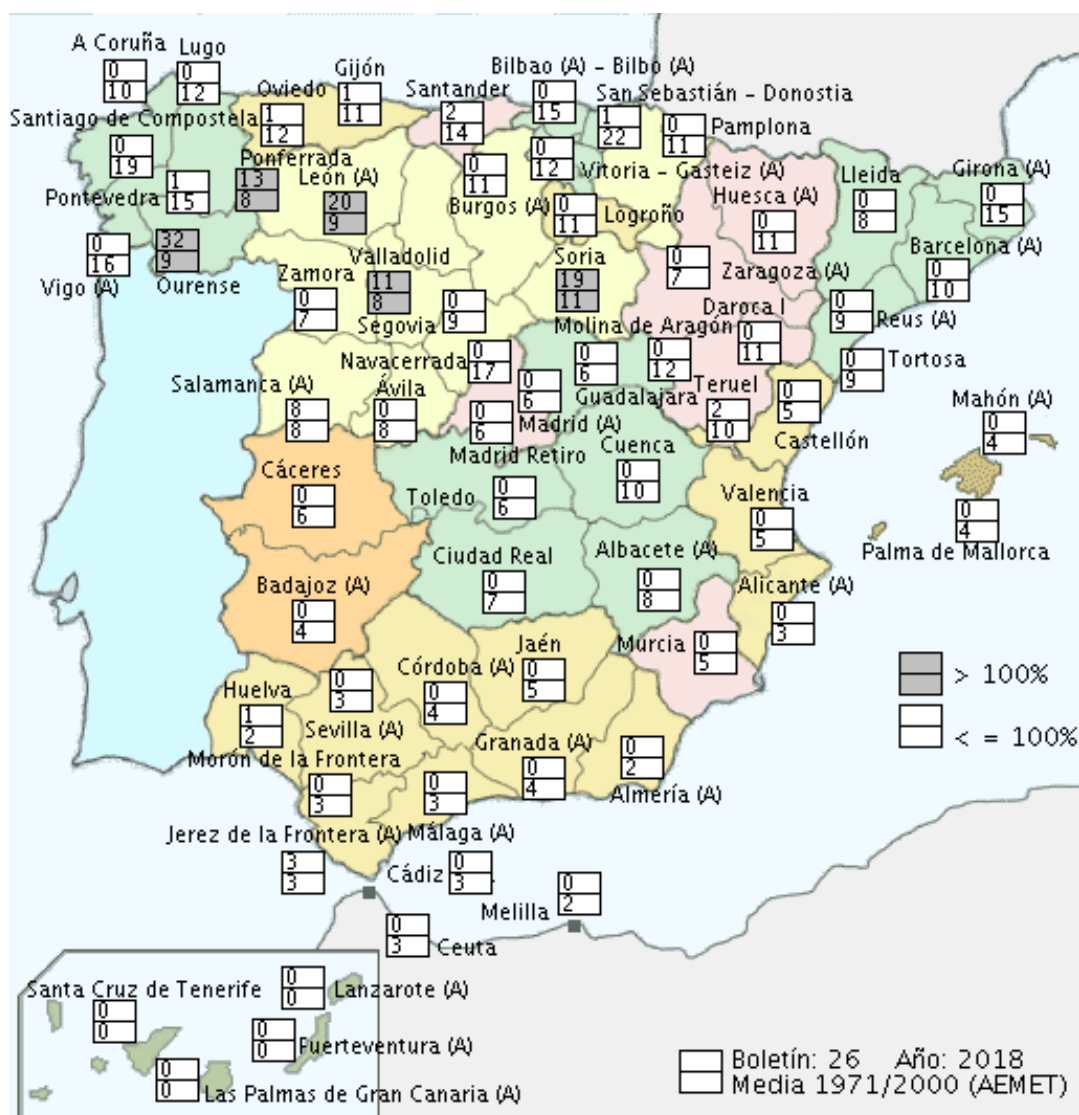 A Coruña
0
10
Lugo
0
12
Oviedo
1
12
Gijón
1
11
Santander
2
14
Bilbao (A) - Bilbo (A)
0
15
San Sebastián - Donostia
1
22
Pamplona
0
11
Santiago de Compostela
0
19
Pontevedra
1
15
Ponferrada
13
8
León (A)
20
9
Burgos (A)
0
11
Vitoria - Gasteiz (A)
0
12
Logroño
0
11
Huesca (A)
0
11
Lleida
0
8
Girona (A)
0
15
Vigo (A)
0
16
Ourense
32
9
Zamora
0
7
Valladolid
11
8
Segovia
0
9
Soria
19
11
Zaragoza (A)
0
7
Barcelona (A)
0
10
Daroca I
0
11
Reus (A)
0
9
Tortosa
0
9
Molina de Aragón
0
12
Navacerrada
0
17
Guadalajara
0
6
Salamanca (A)
8
8
Ávila
0
8
Madrid (A)
0
6
Madrid Retiro
0
6
Teruel
2
10
Castellón
0
5
Mahón (A)
0
4
Cáceres
0
6
Toledo
0
6
Cuenca
0
10
Valencia
0
5
Palma de Mallorca
0
4
Badajoz (A)
0
4
Ciudad Real
0
7
Albacete (A)
0
8
Alicante (A)
0
3
Huelva
1
2
Sevilla (A)
0
3
Córdoba (A)
0
4
Jaén
0
5
Murcia
0
5
> 100%
< = 100%
Morón de la Frontera
0
3
Málaga (A)
0
3
Granada (A)
0
4
Almería (A)
0
2
Jerez de la Frontera (A)
3
3
Cádiz
0
3
Melilla
0
2
Ceuta
0
3
Santa Cruz de Tenerife
0
0
Lanzarote (A)
0
0
Fuerteventura (A)
0
0
Las Palmas de Gran Canaria (A)
0
0
Boletín: 26 Año: 2018
Media 1971/2000 (AEMET)